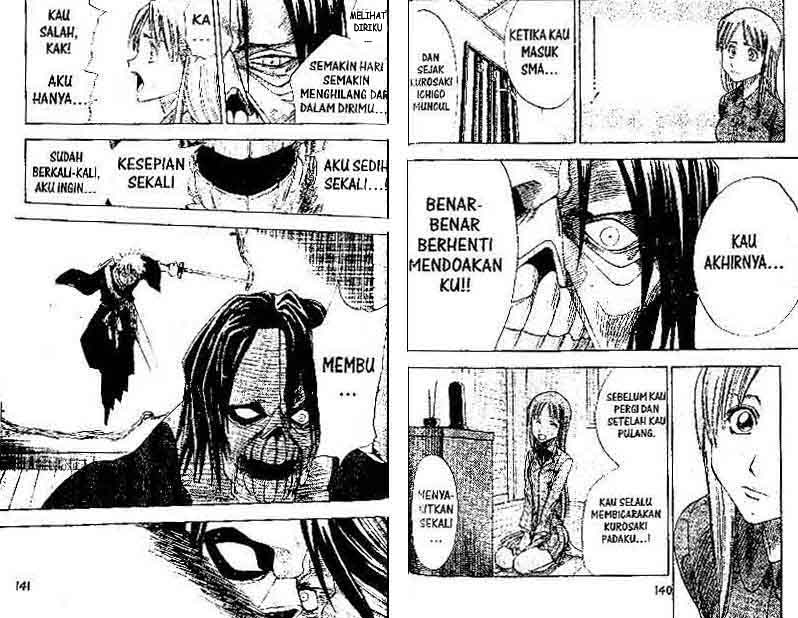 KETIKA KAU
MASUK
SMA...
DAN
SEJAK
KUROSAKI
ICHIGO
MUNCUL
KAU
AKHIRNYA...
BENAR-
BENAR
BERHENTI
MENDOAKAN
KU!!
SEBELUM KAU
PERGI DAN
SETELAH KAU
PULANG.
KAU SELALU
MEMBICARAKAN
KUROSAKI
PADAKU...!
MENYA-
KITKAN
SEKALI
...
140
MELIHAT
DIRIKU
...
SEMAKIN HARI
SEMAKIN
MENGHILANG DAR
DALAM DIRIMU...
KA
...
KAU
SALAH,
KAK!
AKU
HANYA...
AKU SEDIH
SEKALI...!
KESEPIAN
SEKALI
SUDAH
BERKALI-KALI,
AKU INGIN...
MEMBU
...
141